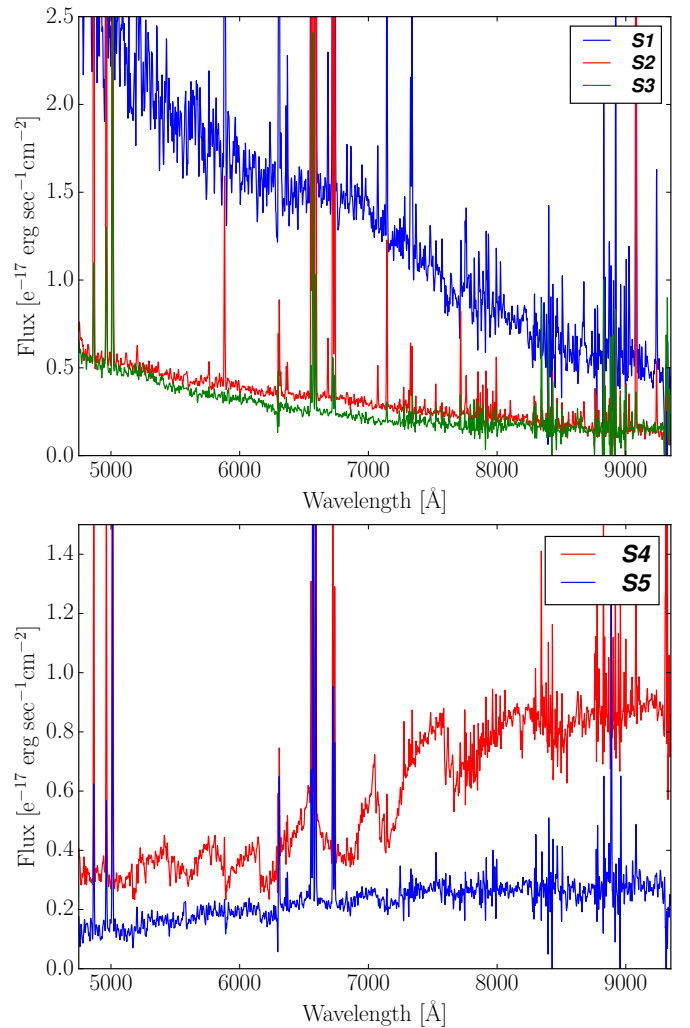 2.5
2.0
1.5
1.0
0.5
0.0
Flux [e⁻¹⁷ erg sec⁻¹cm⁻²]
S1
S2
S3
5000 6000 7000 8000 9000
Wavelength [Å]
1.4
1.2
1.0
0.8
0.6
0.4
0.2
0.0
Flux [e⁻¹⁷ erg sec⁻¹cm⁻²]
S4
S5
5000 6000 7000 8000 9000
Wavelength [Å]